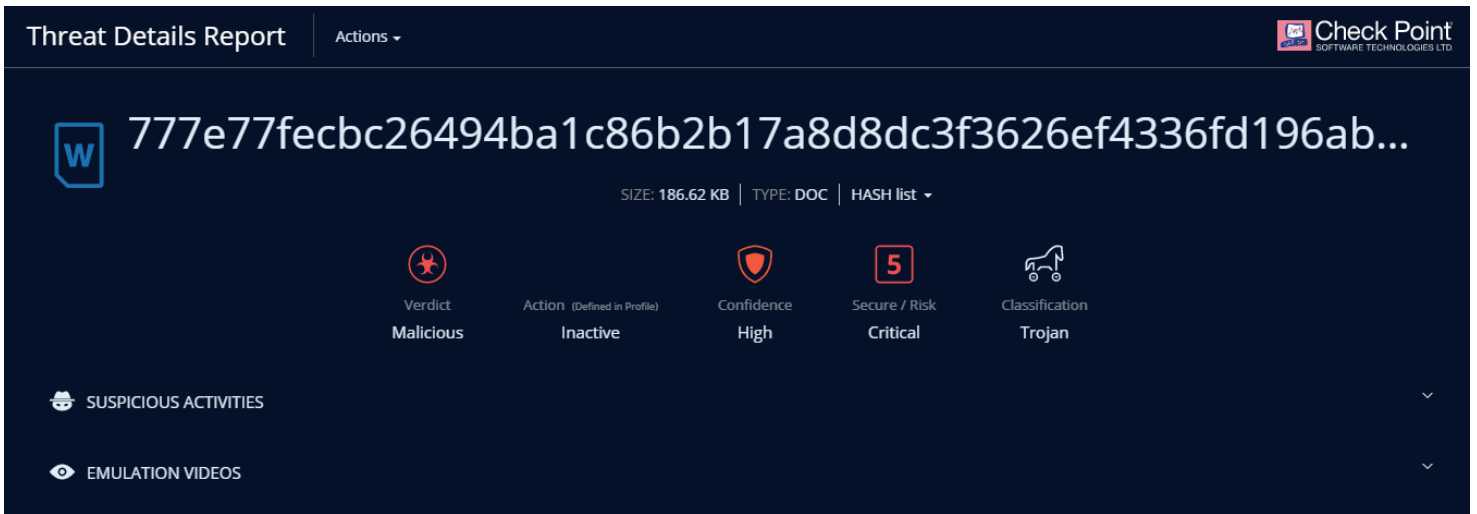 Threat Details Report Actions
Check Point
SOFTWARE TECHNOLOGIES LTD
W
777e77fecbc26494ba1c86b2b17a8d8dc3f3626ef4336fd196ab...
SIZE: 186.62 KB | TYPE: DOC | HASH list
5
Verdict Action (Defined in Profile) Confidence Secure / Risk Classification
Malicious Inactive High Critical Trojan
SUSPICIOUS ACTIVITIES
EMULATION VIDEOS